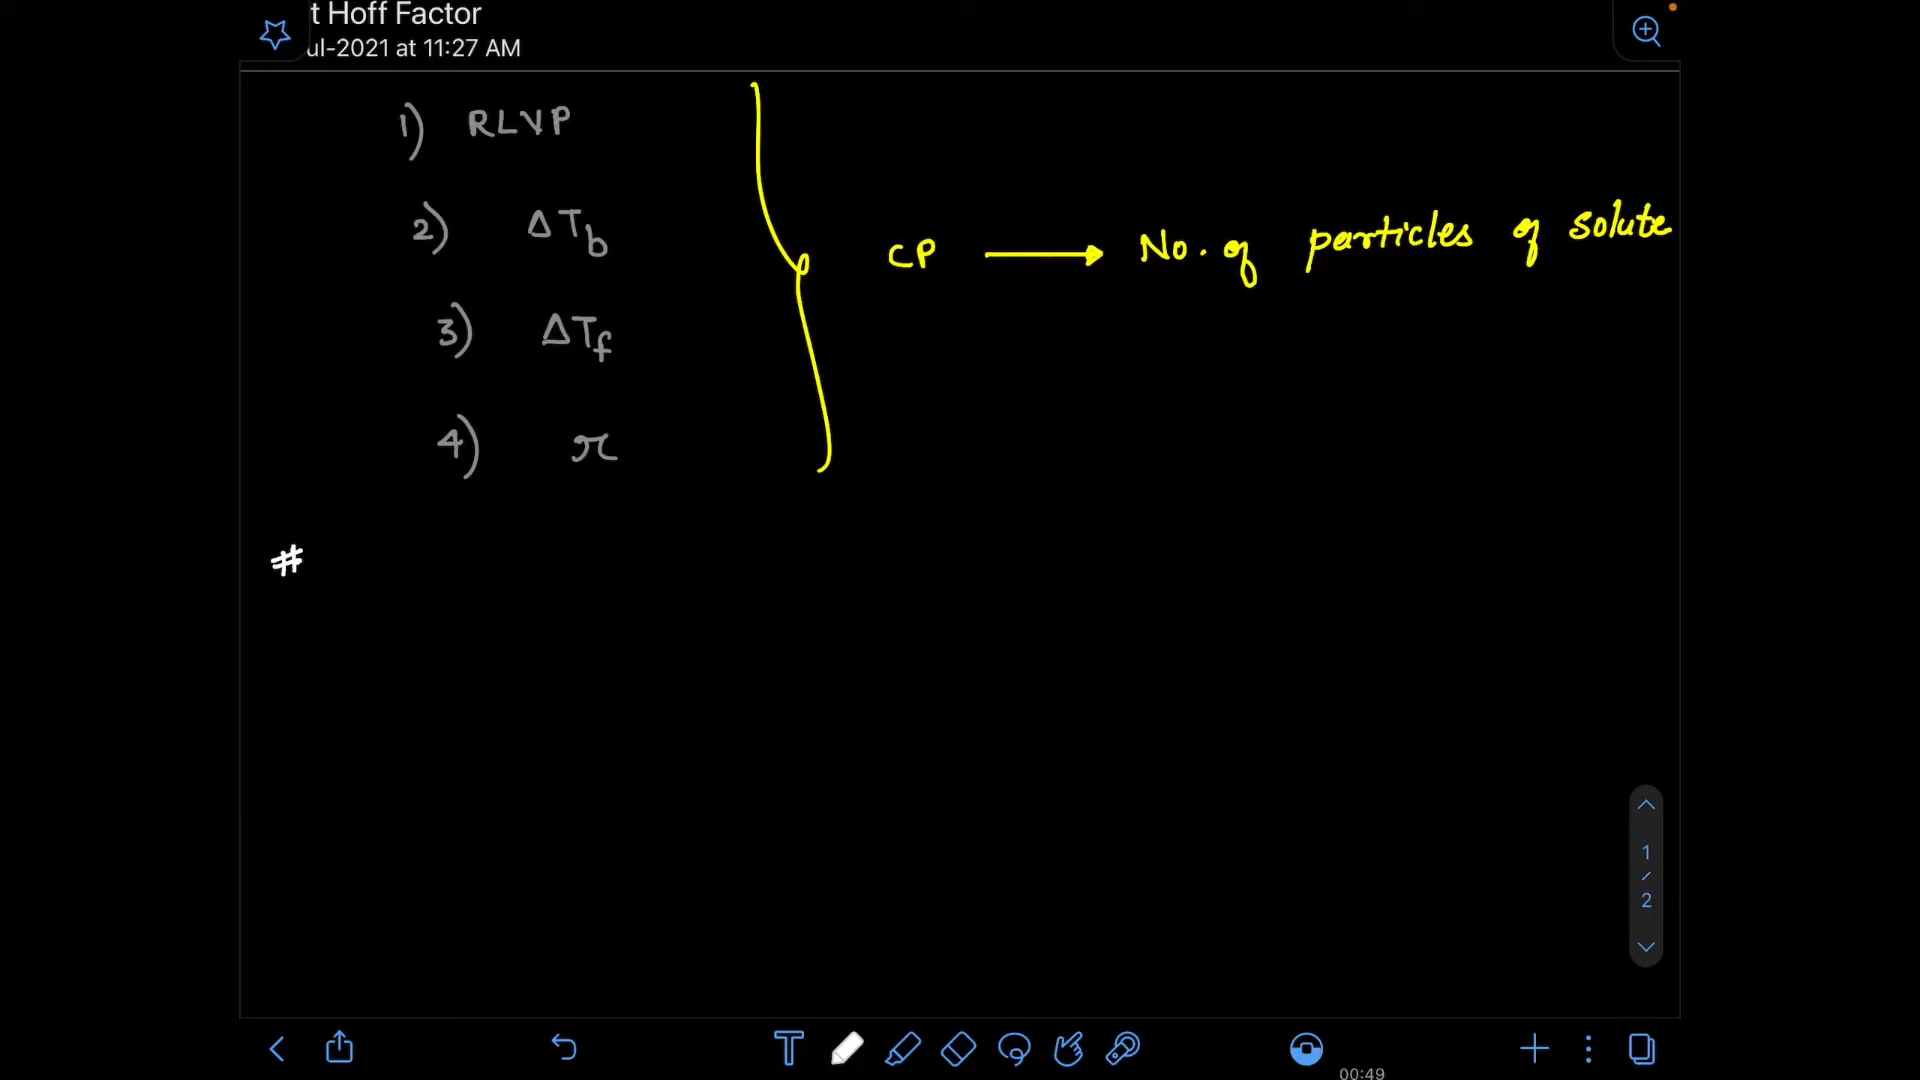 t Hoff Factor
ul-2021 at 11:27 AM
1) RLVP
2) ΔTb
CP → No. of particles of solute
3) ΔTf
4) π
#
1
/
2
00:49